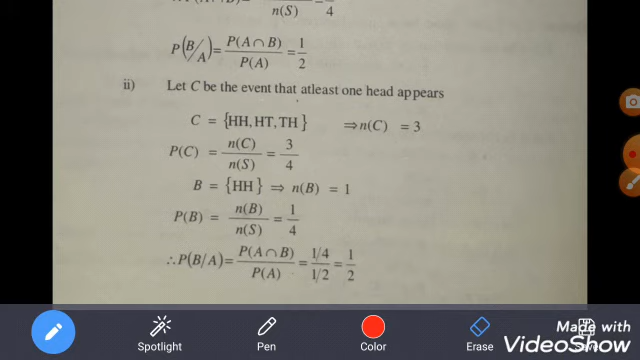 n(S) 4
P(B/A) = P(A ∩ B)/P(A) = 1/2
ii) Let C be the event that atleast one head appears
C = {HH, HT, TH} ⇒ n(C) = 3
P(C) = n(C)/n(S) = 3/4
B = {HH} ⇒ n(B) = 1
P(B) = n(B)/n(S) = 1/4
∴ P(B/A) = P(A ∩ B)/P(A) = 1/4 / 1/2 = 1/2
Spotlight Pen Color Erase
Made with
VideoShow